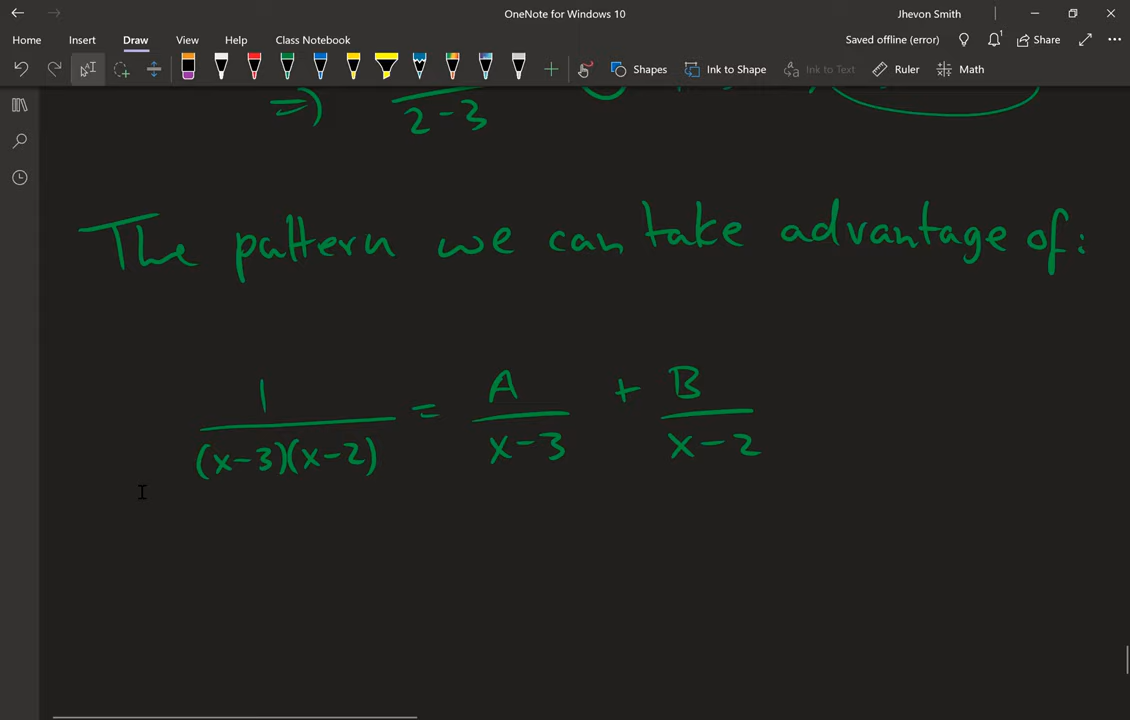 OneNote for Windows 10
Jhevon Smith
Home Insert Draw View Help Class Notebook
Saved offline (error)
1
Share
Shapes
Ink to Shape
Ink to Text
Ruler
Math
=>) 2-3
The pattern we can take advantage of:
1 A + B
=
(x-3)(x-2) x-3 x-2